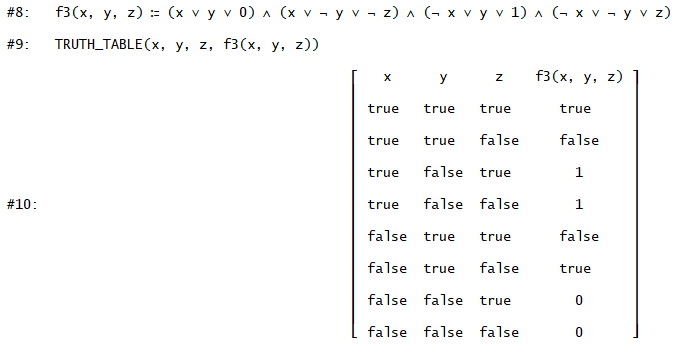 #8: f3(x, y, z) ≔ (x ∨ y ∨ 0) ∧ (x ∨ ¬ y ∨ ¬ z) ∧ (¬ x ∨ y ∨ 1) ∧ (¬ x ∨ ¬ y ∨ z)
#9: TRUTH_TABLE(x, y, z, f3(x, y, z))
x y z f3(x, y, z)
true true true true
true true false false
true false true 1
#10: true false false 1
false true true false
false true false true
false false true 0
false false false 0